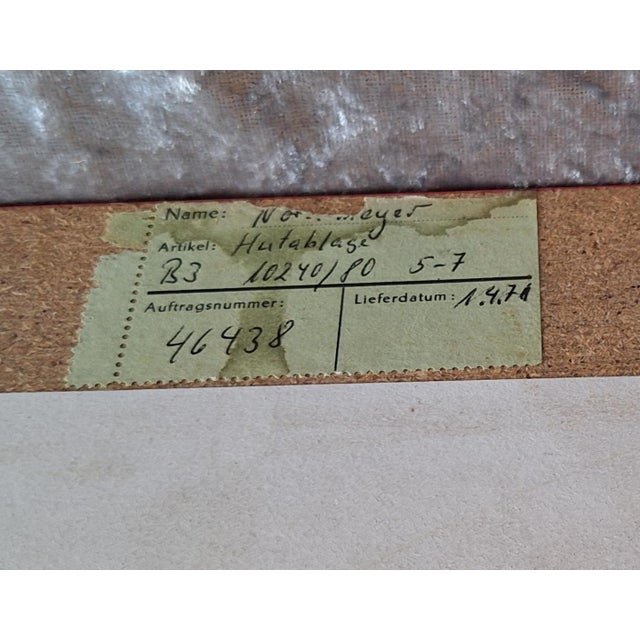 Name:
Artikel: Hutablage
B3 10240/80 5-7
Auftragsnummer:
46438
Lieferdatum: 1.4.71